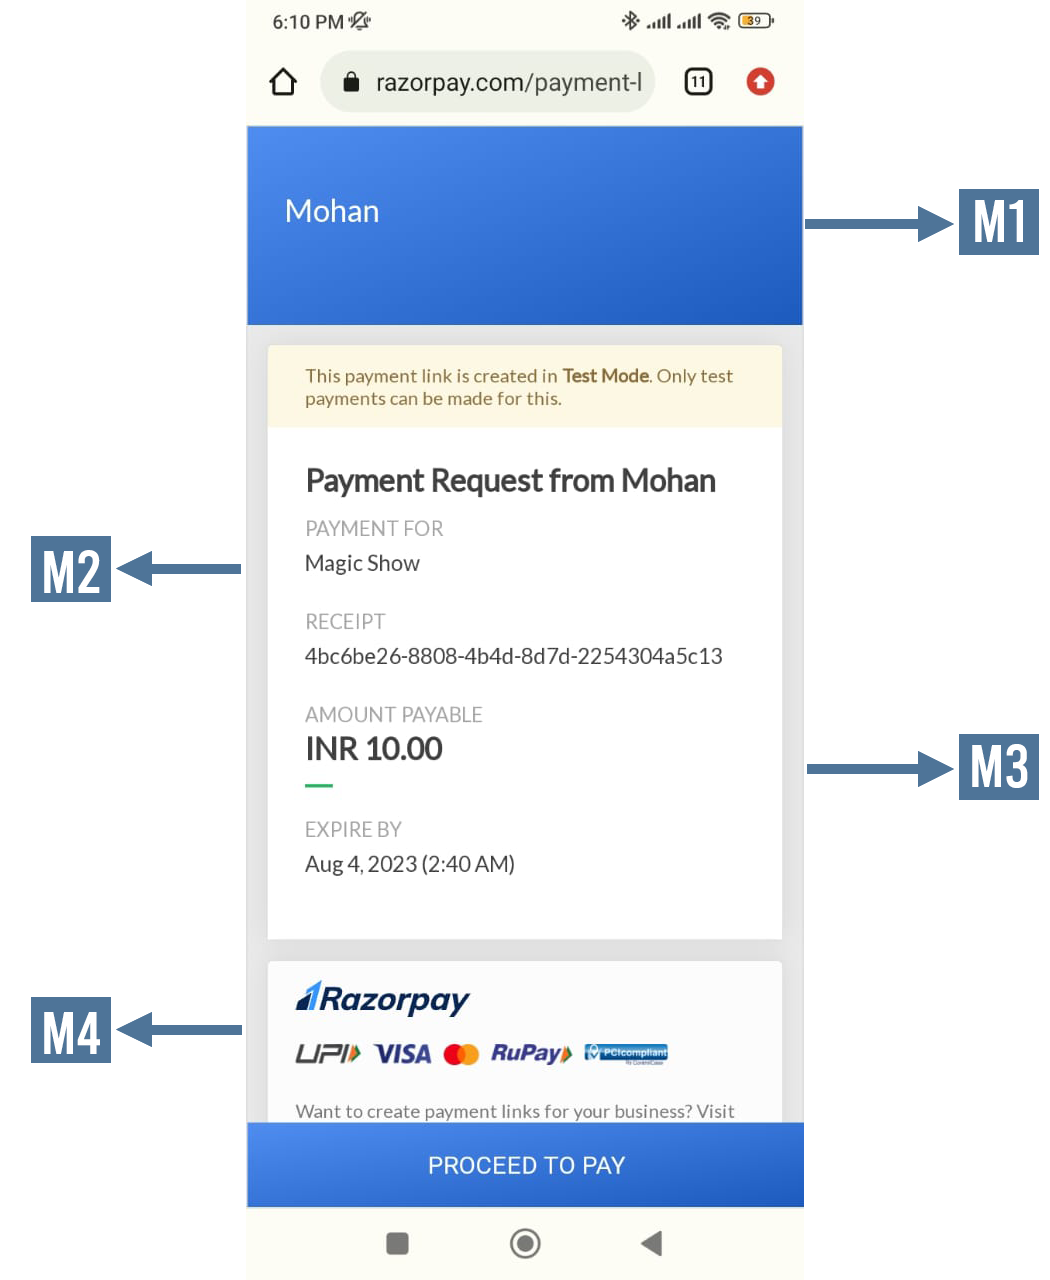 6:10 PM
39
razorpay.com/payment-l
11
Mohan
M1
This payment link is created in Test Mode. Only test
payments can be made for this.
Payment Request from Mohan
PAYMENT FOR
M2
Magic Show
RECEIPT
4bc6be26-8808-4b4d-8d7d-2254304a5c13
AMOUNT PAYABLE
INR 10.00
M3
EXPIRE BY
Aug 4, 2023 (2:40 AM)
Razorpay
M4
UPI VISA RuPay PCIcompliant
by ControlCase
Want to create payment links for your business? Visit
PROCEED TO PAY